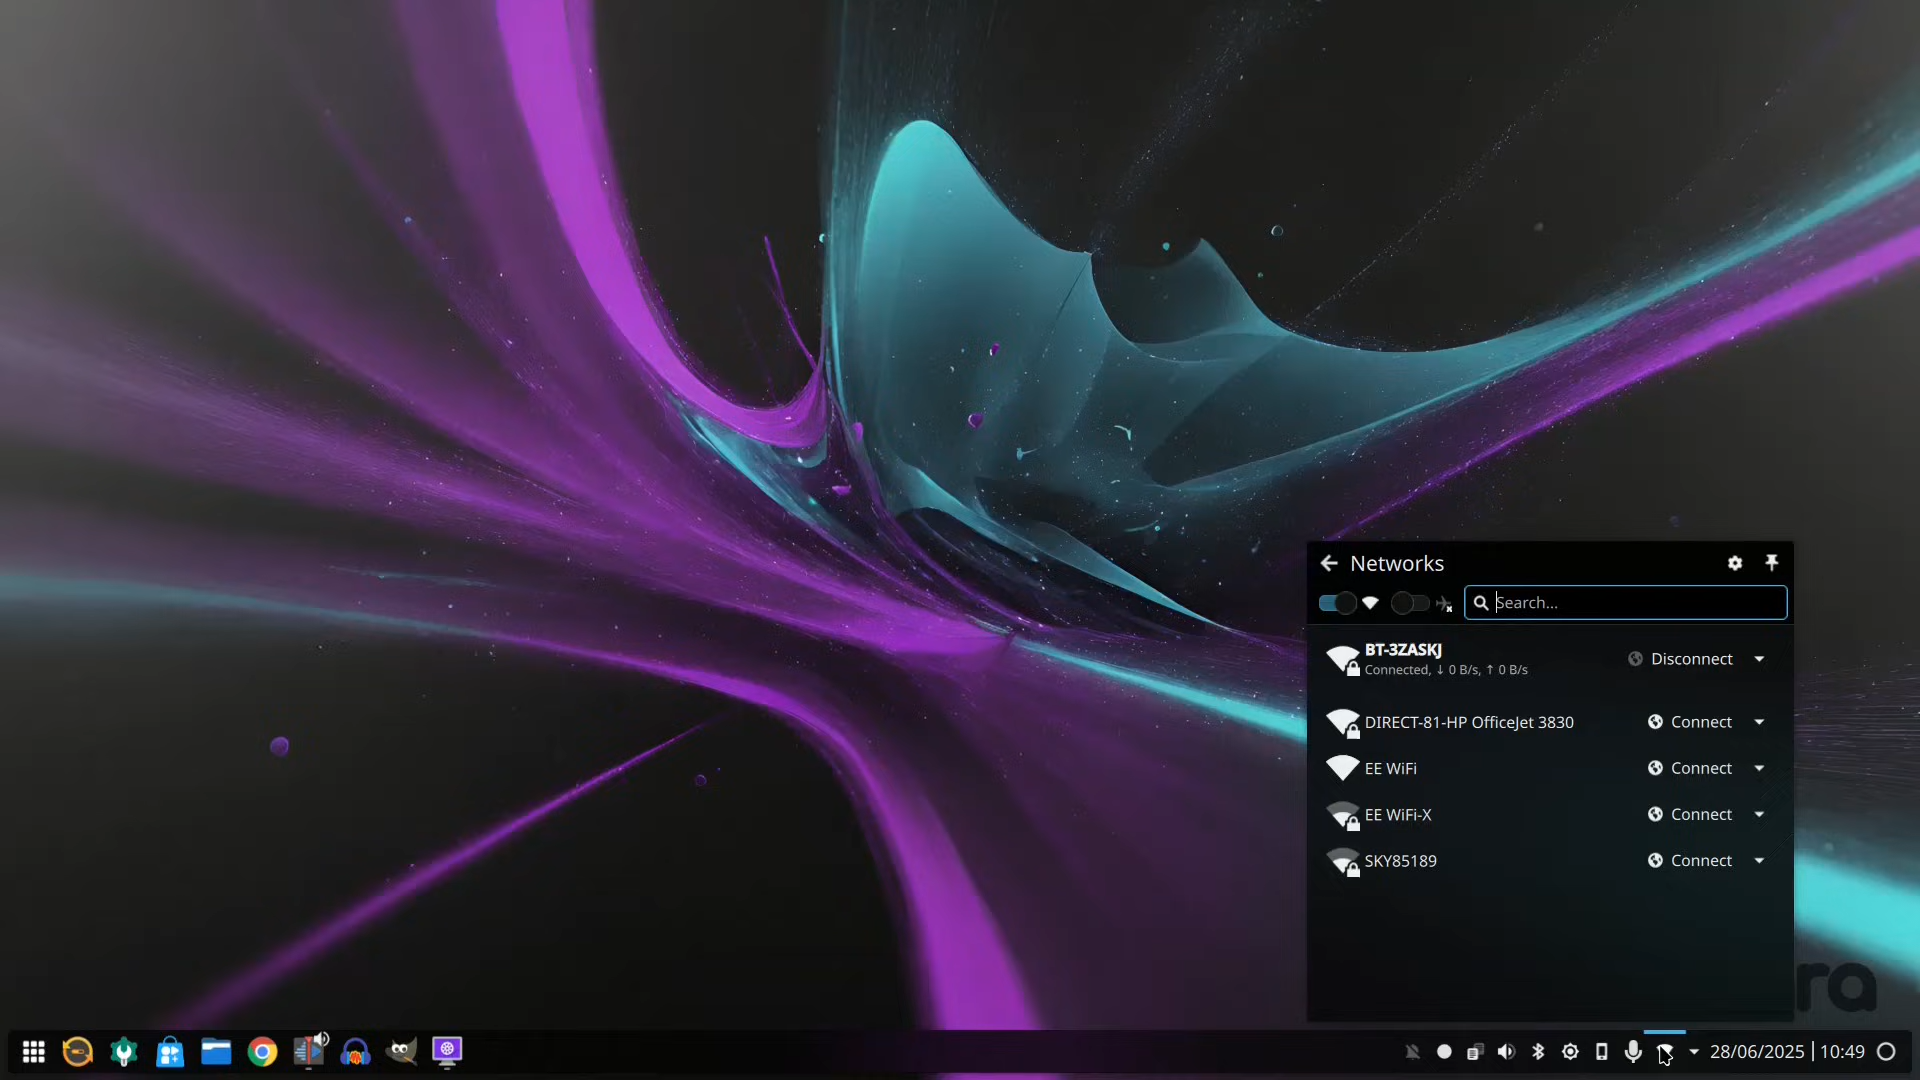 Networks
Search...
BT-3ZASKJ
Connected, ↓ 0 B/s, ↑ 0 B/s
Disconnect
DIRECT-81-HP OfficeJet 3830
Connect
EE WiFi
Connect
EE WiFi-X
Connect
SKY85189
Connect
ra
28/06/2025 | 10:49